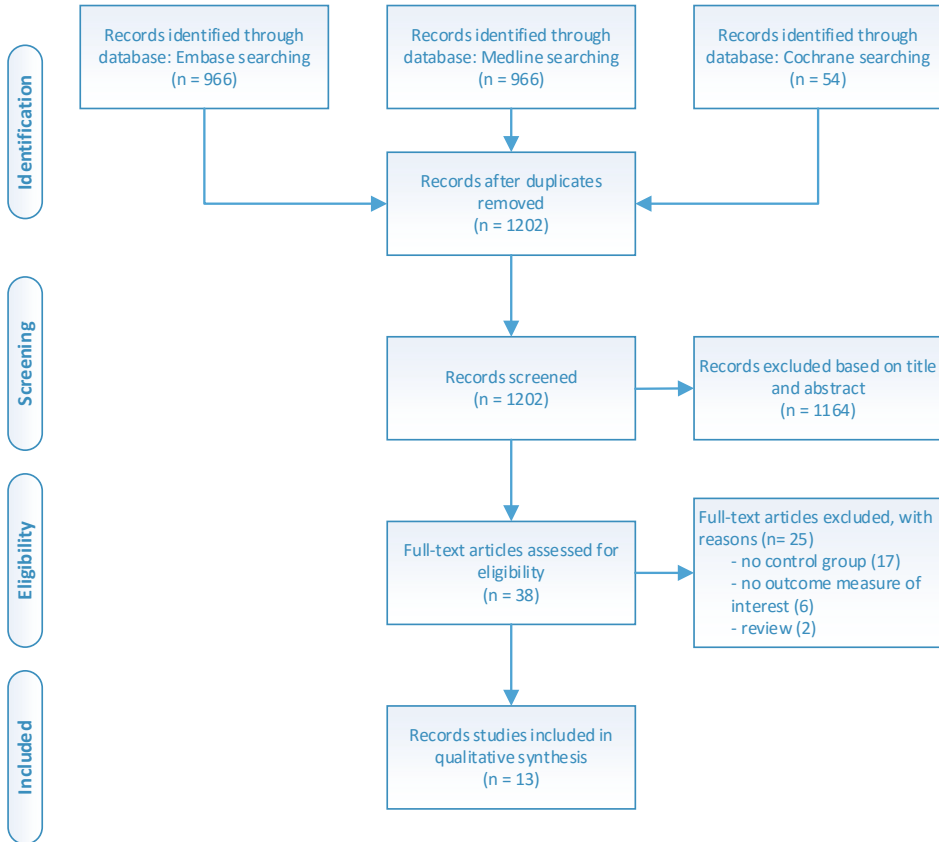 Identification
Records identified through
database: Embase searching
(n = 966)
Records identified through
database: Medline searching
(n = 966)
Records identified through
database: Cochrane searching
(n = 54)
Records after duplicates
removed
(n = 1202)
Screening
Records screened
(n = 1202)
Records excluded based on title
and abstract
(n = 1164)
Eligibility
Full-text articles assessed for
eligibility
(n = 38)
Full-text articles excluded, with
reasons (n= 25)
- no control group (17)
- no outcome measure of
interest (6)
- review (2)
Included
Records studies included in
qualitative synthesis
(n = 13)